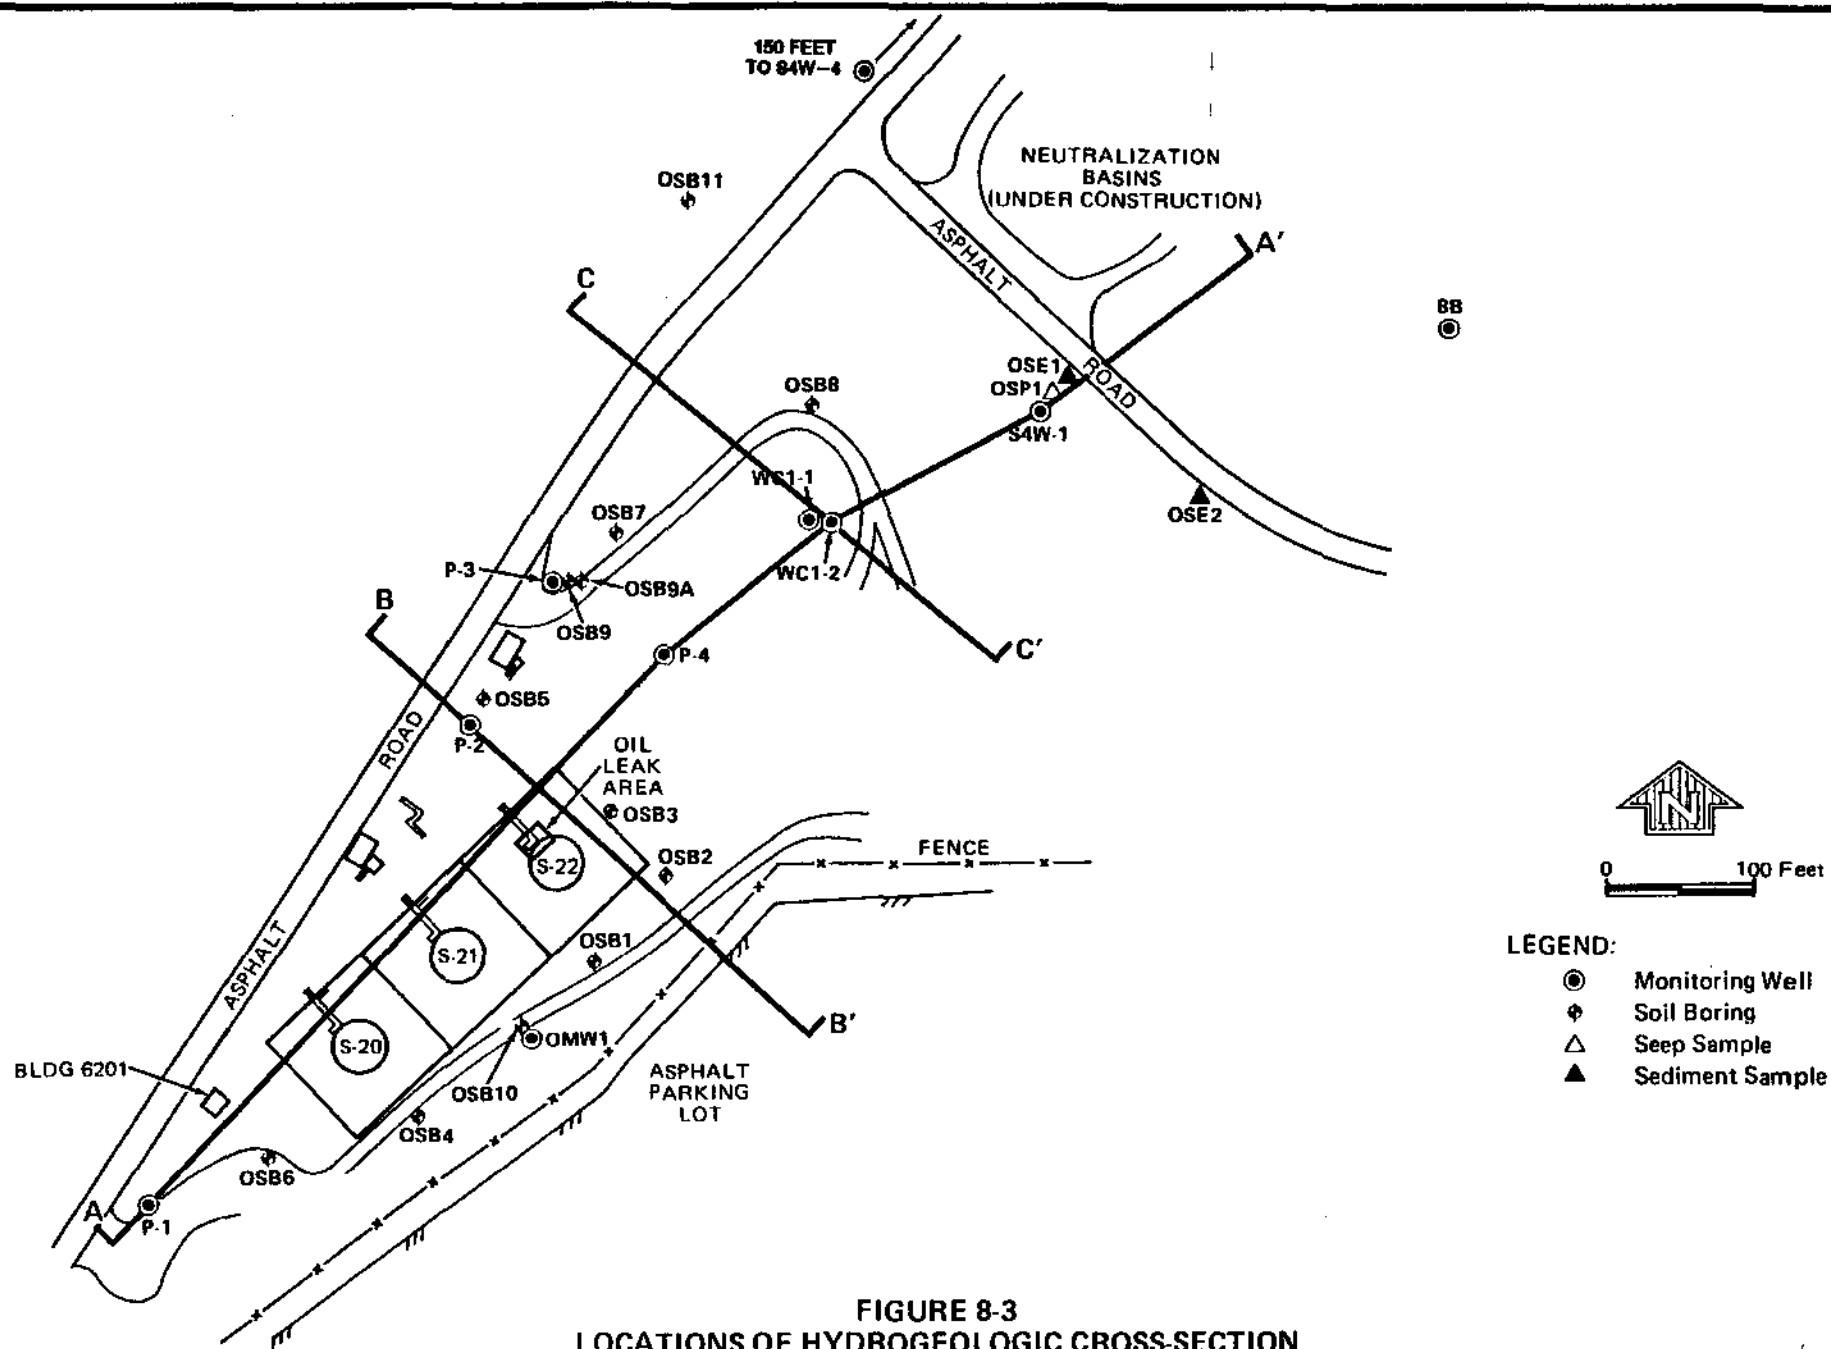 150 FEET
TO S4W-4
NEUTRALIZATION
BASINS
(UNDER CONSTRUCTION)
OSB11
ASPHALT
ROAD
A'
C
8B
OSE1
OSP1
S4W-1
OSB8
WC1-1
OSE2
OSB7
WC1-2
P-3
OSB9A
OSB9
B
C'
P-4
OSB5
P-2
ROAD
ASPHALT
OIL
LEAK
AREA
OSB3
S-22
OSB2
FENCE
N
0 100 Feet
LEGEND:
Monitoring Well
Soil Boring
Seep Sample
Sediment Sample
OSB1
S-21
B'
OMW1
S-20
BLDG 6201
OSB10
ASPHALT
PARKING
LOT
OSB4
OSB6
A
P-1
FIGURE 8-3
LOCATIONS OF HYDROGEOLOGIC CROSS-SECTION